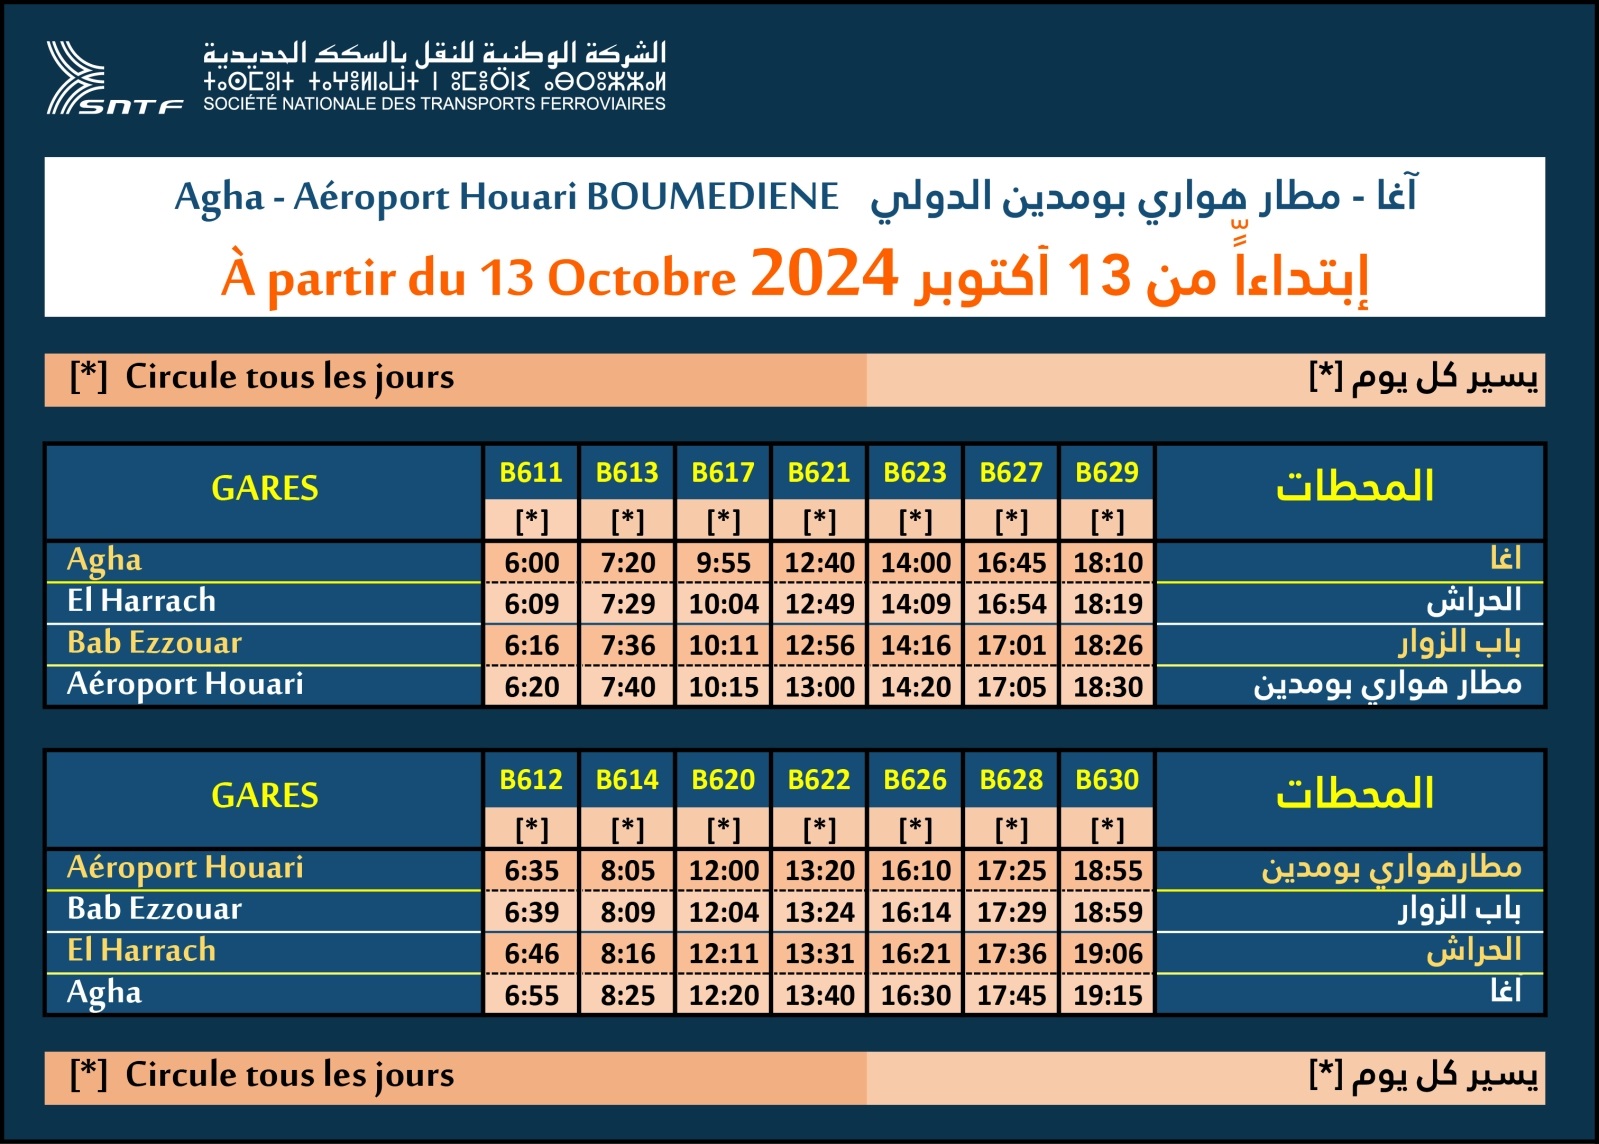 الشركة الوطنية للنقل بالسكك الحديدية
ⵜⴰⵙⵎⵓⵏⵜ ⵜⴰⵖⵓⵍⵏⴰⵡⵜ ⵏ ⵓⵎⵓⵙⵏⵉ ⴰⴱⵔⵓⵣⵣⴰⵍ
SNTF SOCIÉTÉ NATIONALE DES TRANSPORTS FERROVIAIRES
Agha - Aéroport Houari BOUMEDIENE آغا - مطار هواري بومدين الدولي
À partir du 13 Octobre 2024 إبتداءاً من 13 أكتوبر
[*] Circule tous les jours يسير كل يوم [*]
GARES B611 B613 B617 B621 B623 B627 B629 المحطات
[*] [*] [*] [*] [*] [*] [*]
Agha 6:00 7:20 9:55 12:40 14:00 16:45 18:10 آغا
El Harrach 6:09 7:29 10:04 12:49 14:09 16:54 18:19 الحراش
Bab Ezzouar 6:16 7:36 10:11 12:56 14:16 17:01 18:26 باب الزوار
Aéroport Houari 6:20 7:40 10:15 13:00 14:20 17:05 18:30 مطار هواري بومدين
GARES B612 B614 B620 B622 B626 B628 B630 المحطات
[*] [*] [*] [*] [*] [*] [*]
Aéroport Houari 6:35 8:05 12:00 13:20 16:10 17:25 18:55 مطارهواري بومدين
Bab Ezzouar 6:39 8:09 12:04 13:24 16:14 17:29 18:59 باب الزوار
El Harrach 6:46 8:16 12:11 13:31 16:21 17:36 19:06 الحراش
Agha 6:55 8:25 12:20 13:40 16:30 17:45 19:15 آغا
[*] Circule tous les jours يسير كل يوم [*]